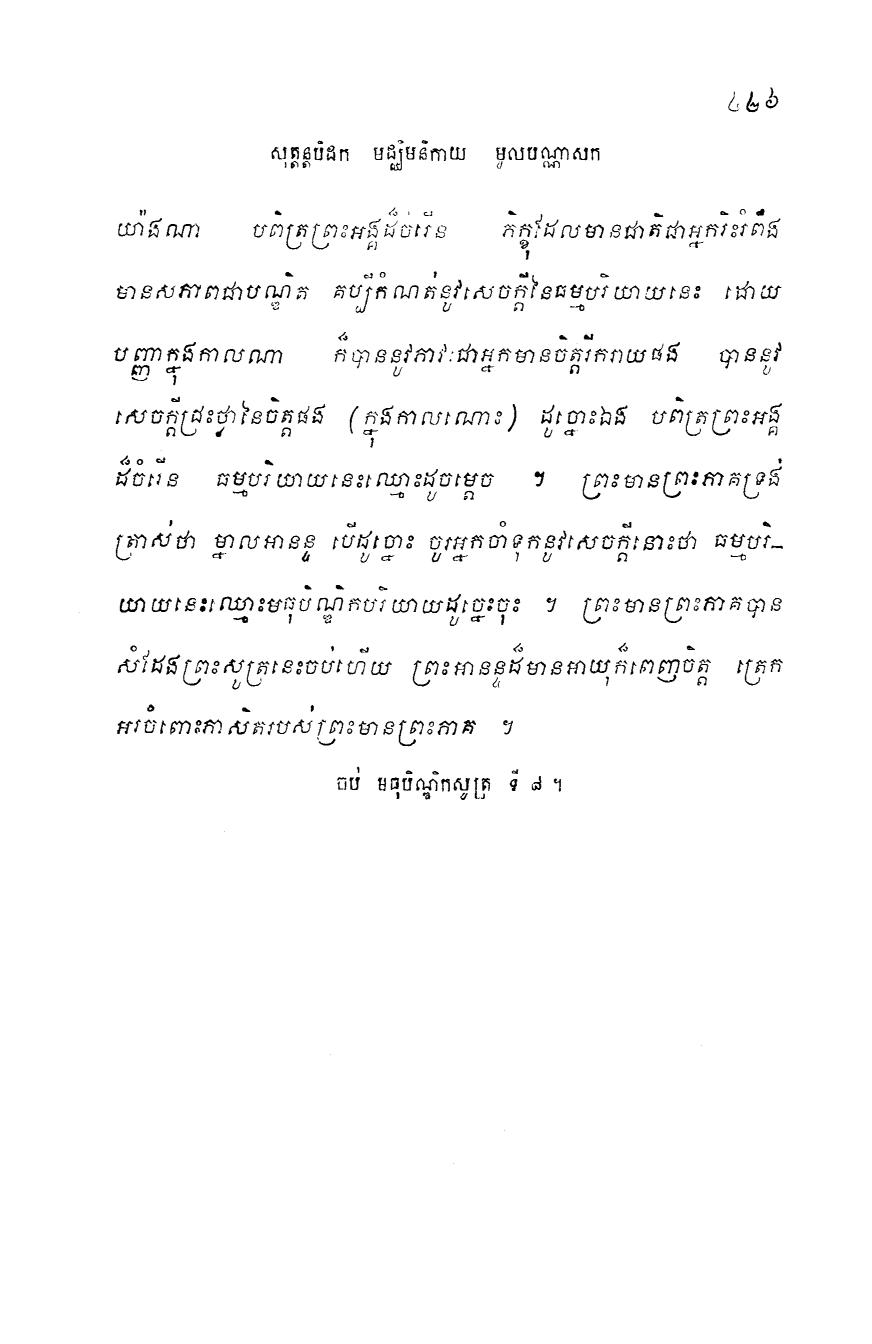 ៤៤៦
សុត្តន្តបិដក មជ្ឈិមនិកាយ មូលបណ្ណាសក
យ៉ាងណា បពិត្រព្រះអង្គដ៏ចំរើន ភិក្ខុដែលមានជាតិជាអ្នករិះរំពឹង
មានសភាពជាបណ្ឌិត គប្បីកំណត់នូវសេចក្តីនៃធម្មបរិយាយនេះ ដោយ
បញ្ញាក្នុងកាលណា ក៏បាននូវភាវៈជាអ្នកមានចិត្តរីករាយផង បាននូវ
សេចក្តីជ្រះថ្លានៃចិត្តផង (ក្នុងកាលណោះ) ដូច្នោះឯង បពិត្រព្រះអង្គ
ដ៏ចំរើន ធម្មបរិយាយនេះឈ្មោះដូចម្តេច ។ ព្រះមានព្រះភាគទ្រង់
ត្រាស់ថា ម្នាលអានន្ទ បើដូច្នោះ ចូរអ្នកចាំទុកនូវសេចក្តីនោះថា ធម្មបរិ-
យាយនេះឈ្មោះមធុបិណ្ឌិកបរិយាយដូច្នេះចុះ ។ ព្រះមានព្រះភាគបាន
សំដែងព្រះសូត្រនេះចប់ហើយ ព្រះអានន្ទដ៏មានអាយុក៏ពេញចិត្ត ត្រេក
អរចំពោះភាសិតរបស់ព្រះមានព្រះភាគ ។
ចប់ មធុបិណ្ឌិកសូត្រ ទី ៨ ។